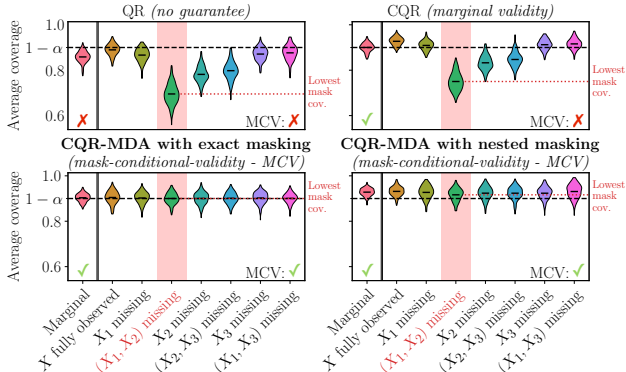 QR (no guarantee)
Average coverage
1.0
1 − α
0.8
0.6
✗
MCV: ✗
Lowest
mask
cov.
CQR (marginal validity)
✓
MCV: ✗
Lowest
mask
cov.
CQR-MDA with exact masking
(mask-conditional-validity - MCV)
Average coverage
1.0
1 − α
0.8
0.6
✓
MCV: ✓
Lowest
mask
cov.
CQR-MDA with nested masking
(mask-conditional-validity - MCV)
✓
MCV: ✓
Lowest
mask
cov.
Marginal
X fully observed
X1 missing
(X1, X2) missing
X2 missing
(X2, X3) missing
X3 missing
(X1, X3) missing
Marginal
X fully observed
X1 missing
(X1, X2) missing
X2 missing
(X2, X3) missing
X3 missing
(X1, X3) missing